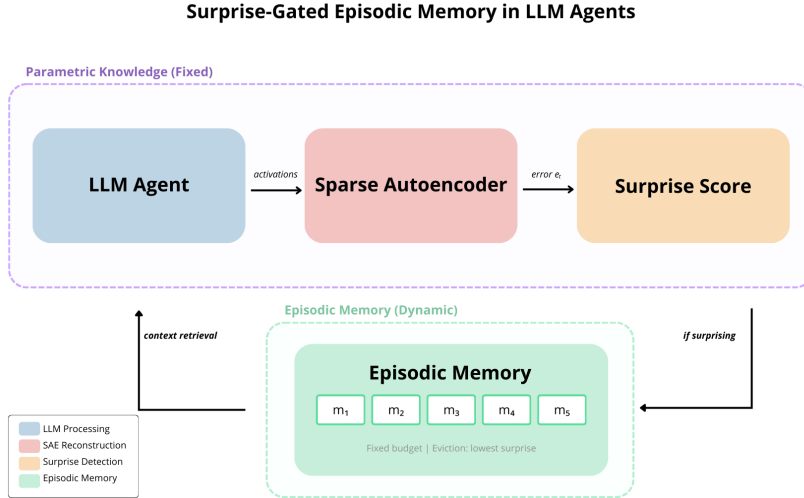 Surprise-Gated Episodic Memory in LLM Agents
Parametric Knowledge (Fixed)
LLM Agent
activations
Sparse Autoencoder
error eₜ
Surprise Score
Episodic Memory (Dynamic)
context retrieval
if surprising
Episodic Memory
m₁ m₂ m₃ m₄ m₅
Fixed budget | Eviction: lowest surprise
LLM Processing
SAE Reconstruction
Surprise Detection
Episodic Memory